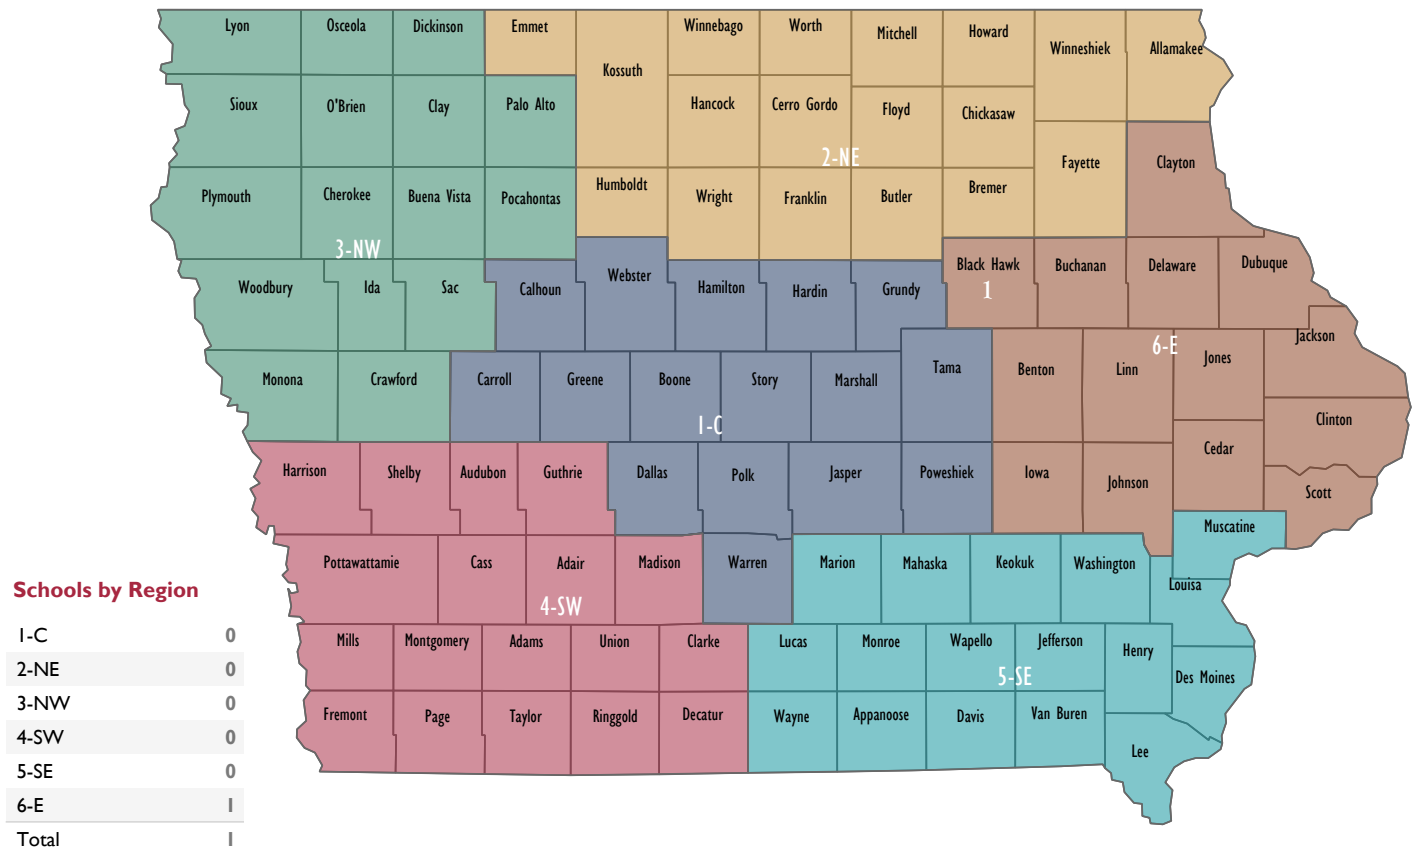 Lyon Osceola Dickinson Emmet Kossuth Winnebago Worth Mitchell Howard Winneshiek Allamakee
Sioux O'Brien Clay Palo Alto Hancock Cerro Gordo Floyd Chickasaw
2-NE
Plymouth Cherokee Buena Vista Pocahontas Humboldt Wright Franklin Butler Bremer Fayette Clayton
3-NW
Woodbury Ida Sac Calhoun Webster Hamilton Hardin Grundy Black Hawk Buchanan Delaware Dubuque
1
6-E
Monona Crawford Carroll Greene Boone Story Marshall Tama Benton Linn Jones Jackson
1-C
Clinton
Harrison Shelby Audubon Guthrie Dallas Polk Jasper Poweshiek Iowa Johnson Cedar Scott
Muscatine
Pottawattamie Cass Adair Madison Warren Marion Mahaska Keokuk Washington Louisa
4-SW
Mills Montgomery Adams Union Clarke Lucas Monroe Wapello Jefferson Henry Des Moines
5-SE
Fremont Page Taylor Ringgold Decatur Wayne Appanoose Davis Van Buren Lee
Schools by Region
1-C 0
2-NE 0
3-NW 0
4-SW 0
5-SE 0
6-E 1
Total 1